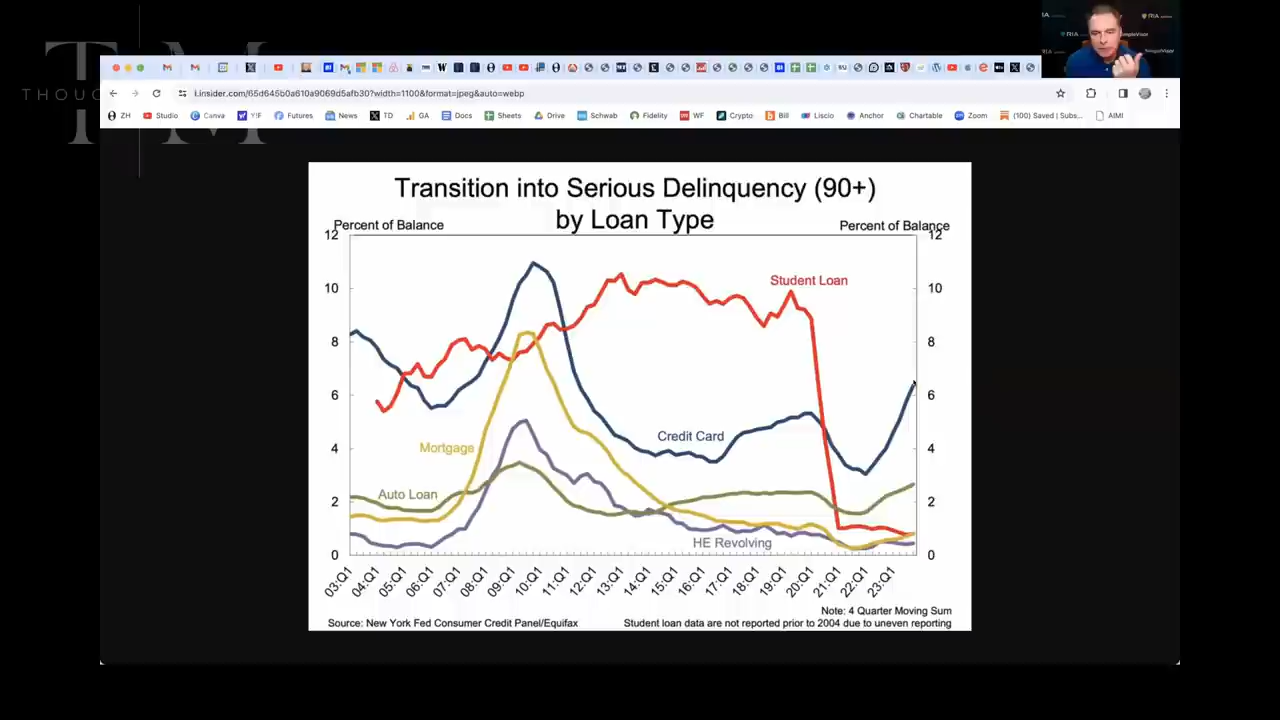 THOUG
TM
RIA
RIA
RIA
SimpleVisor
i.insider.com/65d645b0a610a9069d5afb30?width=1100&format=jpeg&auto=webp
ZH Studio Canva Y!F Futures News TD GA Docs Sheets Drive Schwab Fidelity WF Crypto Bill Liscio Anchor Chartable Zoom (100) Saved | Subs... AIMI
Transition into Serious Delinquency (90+)
by Loan Type
Percent of Balance Percent of Balance
12 12
Student Loan
10 10
8 8
6 6
Credit Card
Mortgage
4 4
Auto Loan
2 2
HE Revolving
0 0
03:Q1 04:Q1 05:Q1 06:Q1 07:Q1 08:Q1 09:Q1 10:Q1 11:Q1 12:Q1 13:Q1 14:Q1 15:Q1 16:Q1 17:Q1 18:Q1 19:Q1 20:Q1 21:Q1 22:Q1 23:Q1
Note: 4 Quarter Moving Sum
Source: New York Fed Consumer Credit Panel/Equifax Student loan data are not reported prior to 2004 due to uneven reporting